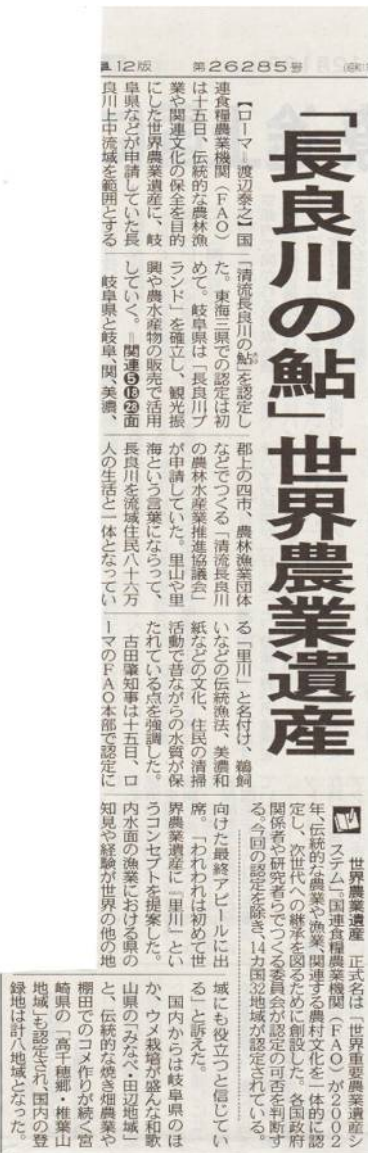 12版
第26285号
「長良川の鮎」世界農業遺産
【ローマ=渡辺泰之】国
連食糧農業機関（FAO）
は十五日、伝統的な農林漁
業や関連文化の保全を目的
にした世界農業遺産に、岐
阜県などが申請していた長
良川上中流域を範囲とする
「清流長良川の鮎」を認定し
た。東海三県での認定は初
めて。岐阜県は「長良川ブ
ランド」を確立し、観光振
興や農水産物の販売で活用
していく。=関連❺⓲㉘面
岐阜県と岐阜、関、美濃、
郡上の四市、農林漁業団体
などでつくる「清流長良川
の農林水産業推進協議会」
が申請していた。里山や里
海という言葉にならって、
長良川を流域住民八十六万
人の生活と一体となってい
る「里川」と名付け、鵜飼
いなどの伝統漁法、美濃和
紙などの文化、住民の清掃
活動で昔ながらの水質が保
たれている点を強調した。
古田肇知事は十五日、ロ
ーマのFAO本部で認定に
向けた最終アピールに出
席。「われわれは初めて世
界農業遺産に『里川』とい
うコンセプトを提案した。
内水面の漁業における県の
知見や経験が世界の他の地
域にも役立つと信じてい
る」と訴えた。
国内からは岐阜県のほ
か、ウメ栽培が盛んな和歌
山県の「みなべ・田辺地域」
と、伝統的な焼き畑農業や
棚田でのコメ作りが続く宮
崎県の「高千穂郷・椎葉山
地域」も認定され、国内の登
録地は計八地域となった。
世界農業遺産 正式名は「世界重要農業遺産シ
ステム」。国連食糧農業機関（FAO）が2002
年、伝統的な農業や漁業、関連する農村文化を一体的に認
定し、次世代への継承を図るために創設した。各国政府
関係者や研究者らでつくる委員会が認定の可否を判断す
る。今回の認定を除き、14カ国32地域が認定されている。